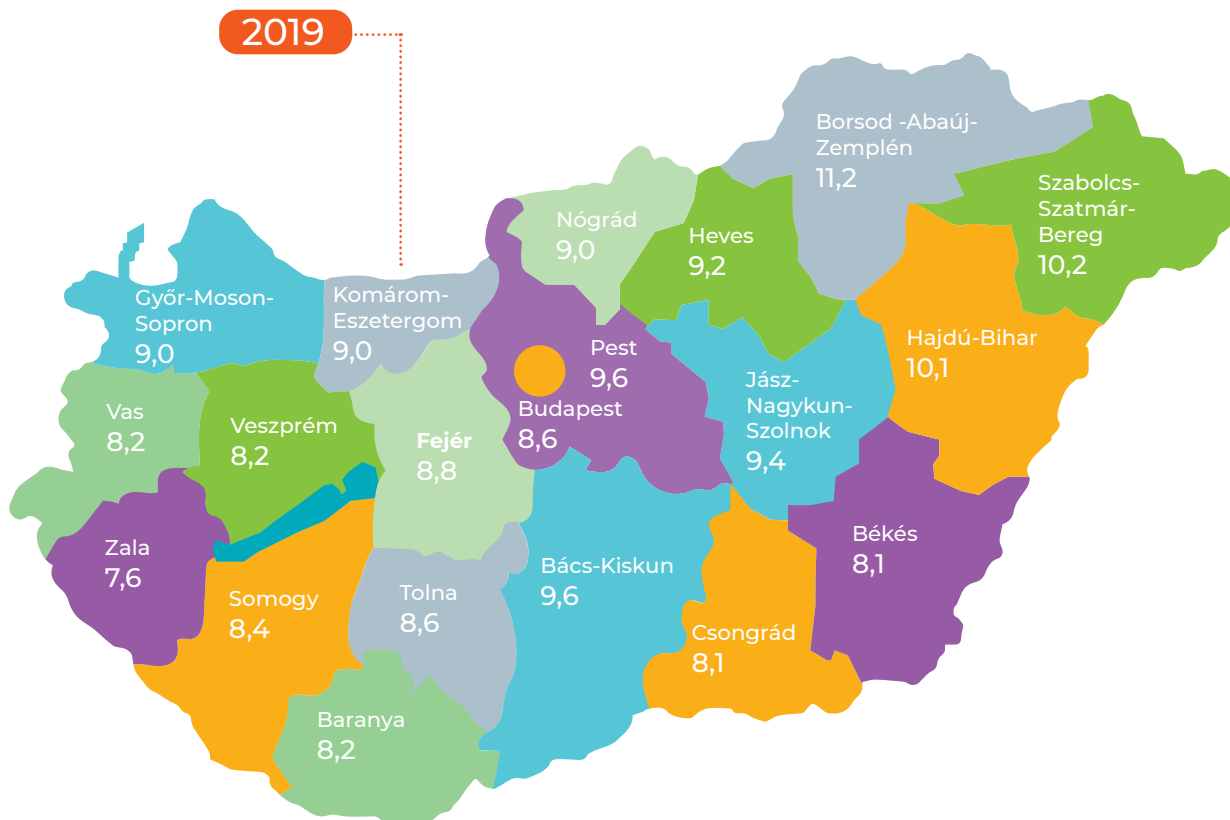 2019
Borsod -Abaúj-
Zemplén
11,2
Szabolcs-
Szatmár-
Bereg
10,2
Nógrád
9,0
Heves
9,2
Győr-Moson-
Sopron
9,0
Komárom-
Eszetergom
9,0
Pest
9,6
Budapest
8,6
Hajdú-Bihar
10,1
Jász-
Nagykun-
Szolnok
9,4
Vas
8,2
Veszprém
8,2
Fejér
8,8
Zala
7,6
Somogy
8,4
Tolna
8,6
Bács-Kiskun
9,6
Békés
8,1
Csongrád
8,1
Baranya
8,2